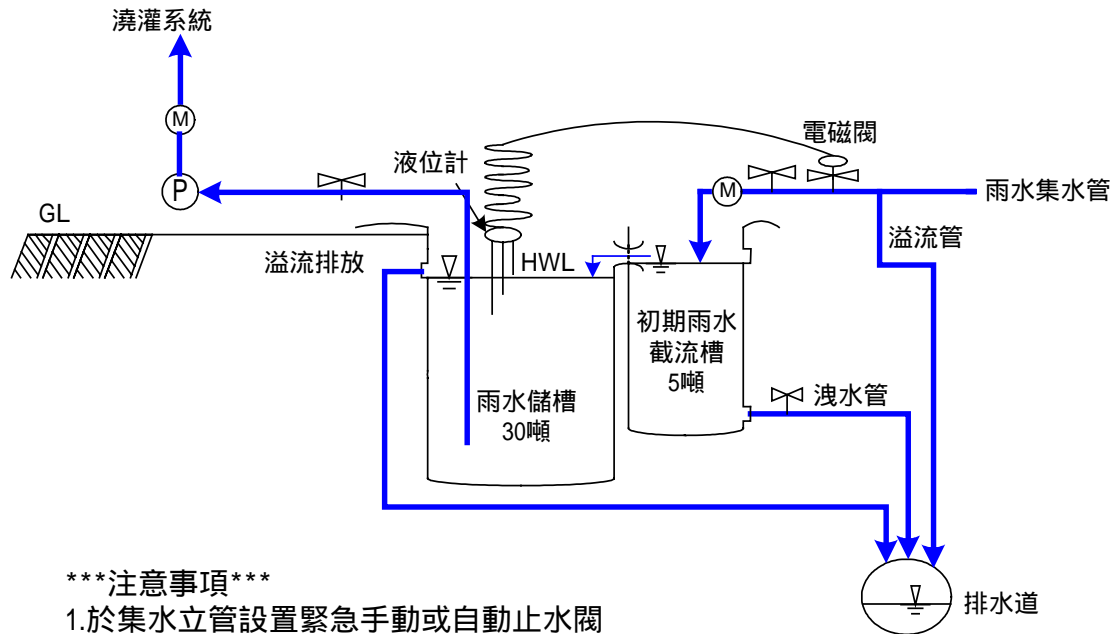 澆灌系統
M
電磁閥
液位計
P
M
雨水集水管
GL
溢流管
溢流排放
HWL
初期雨水
截流槽
5噸
雨水儲槽
30噸
洩水管
排水道
***注意事項***
1.於集水立管設置緊急手動或自動止水閥